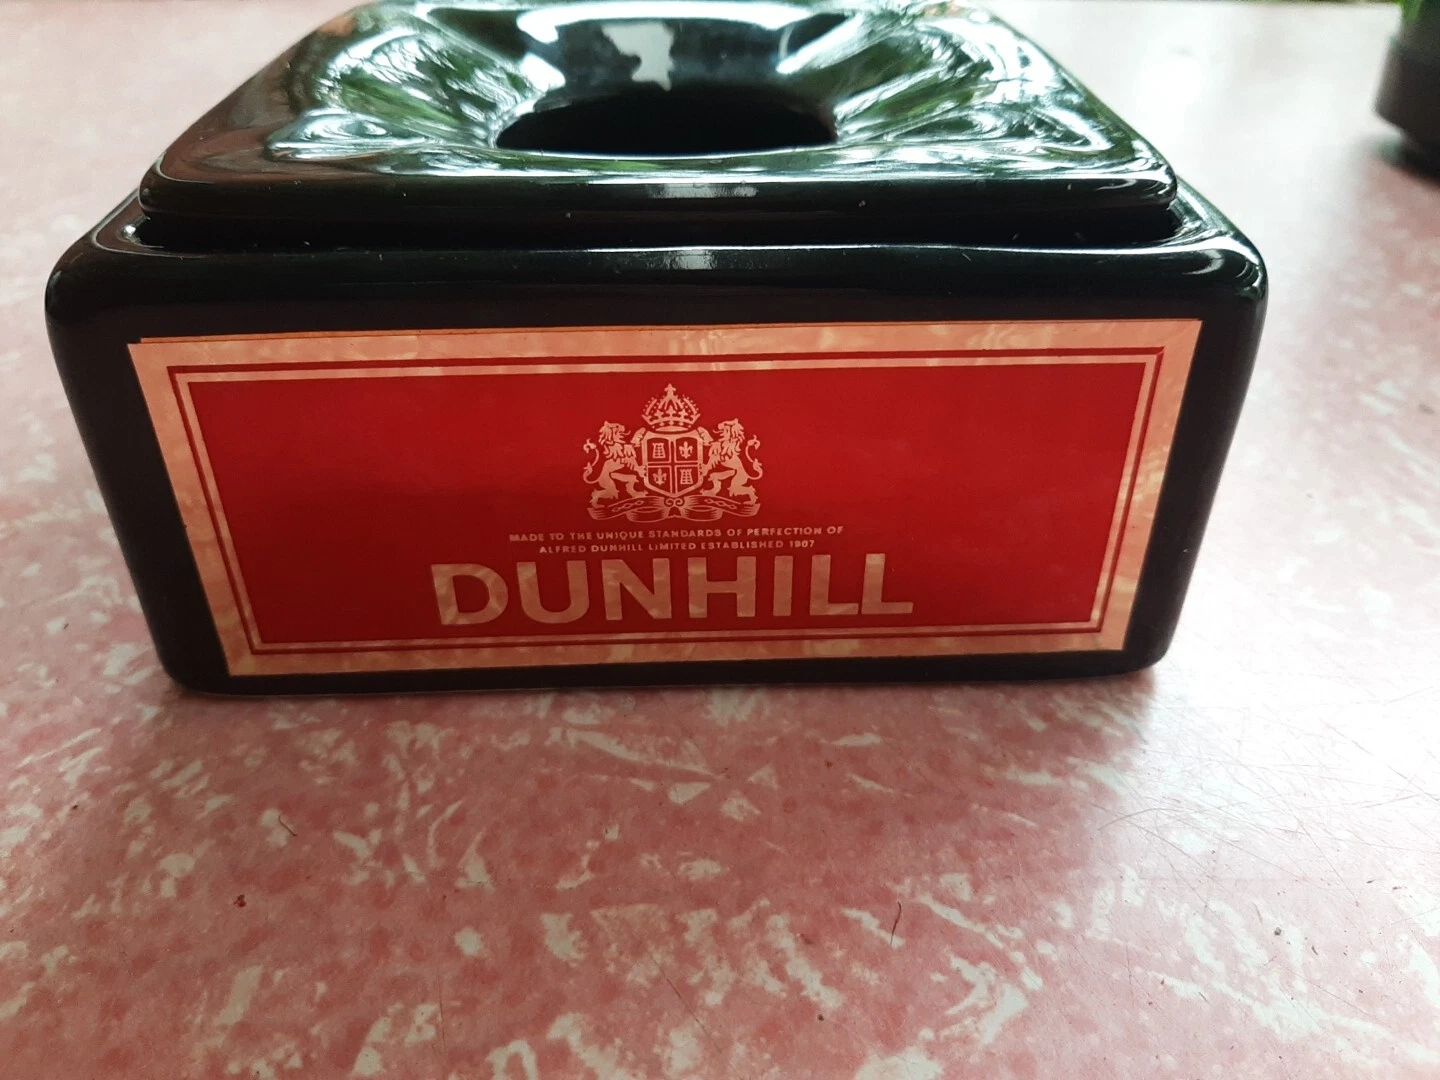 MADE TO THE UNIQUE STANDARDS OF PERFECTION OF
ALFRED DUNHILL LIMITED ESTABLISHED 1907
DUNHILL